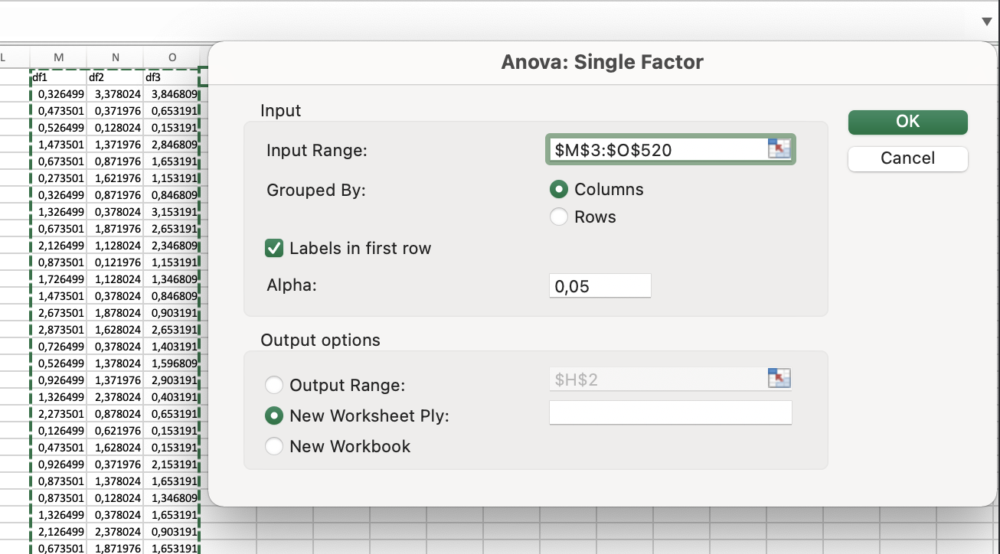 Anova: Single Factor
L M N O
df1 df2 df3
0,326499 3,378024 3,846809
0,473501 0,371976 0,653191
0,526499 0,128024 0,153191
1,473501 1,371976 2,846809
0,673501 0,871976 1,653191
0,273501 1,621976 1,153191
0,326499 0,871976 0,846809
1,326499 0,378024 3,153191
0,673501 1,871976 2,653191
2,126499 1,128024 2,346809
0,873501 0,121976 1,153191
1,726499 1,128024 1,346809
1,473501 0,378024 0,846809
2,673501 1,878024 0,903191
2,873501 1,628024 2,653191
0,726499 0,378024 1,403191
0,526499 1,378024 1,596809
0,926499 1,371976 2,903191
1,326499 2,378024 0,403191
2,273501 0,878024 0,653191
0,126499 0,621976 0,153191
0,473501 1,628024 0,153191
0,926499 0,371976 2,153191
0,873501 1,378024 1,653191
0,873501 0,128024 1,346809
1,326499 0,378024 1,653191
2,126499 2,378024 0,903191
0,673501 1,871976 1,653191
Input
Input Range: $M$3:$O$520
Grouped By: Columns
Rows
Labels in first row
Alpha: 0,05
Output options
Output Range: $H$2
New Worksheet Ply:
New Workbook
OK
Cancel